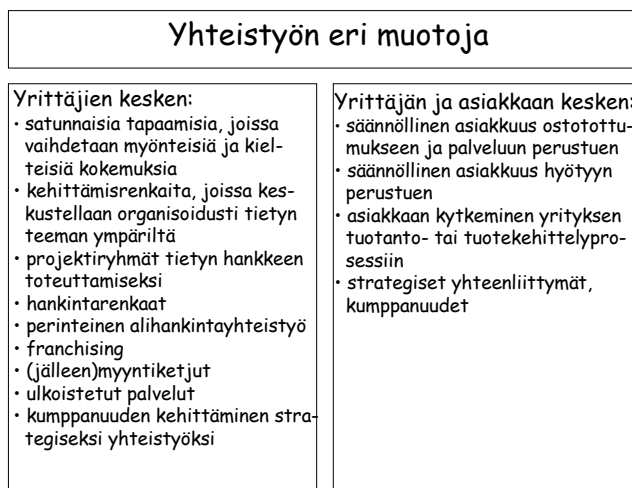 Yhteistyön eri muotoja
Yrittäjien kesken:
• satunnaisia tapaamisia, joissa
vaihdetaan myönteisiä ja kiel-
teisiä kokemuksia
• kehittämisrenkaita, joissa kes-
kustellaan organisoidusti tietyn
teeman ympäriltä
• projektiryhmät tietyn hankkeen
toteuttamiseksi
• hankintarenkaat
• perinteinen alihankintayhteistyö
• franchising
• (jälleen)myyntiketjut
• ulkoistetut palvelut
• kumppanuuden kehittäminen stra-
tegiseksi yhteistyöksi
Yrittäjän ja asiakkaan kesken:
• säännöllinen asiakkuus ostotottu-
mukseen ja palveluun perustuen
• säännöllinen asiakkuus hyötyyn
perustuen
• asiakkaan kytkeminen yrityksen
tuotanto- tai tuotekehittelypro-
sessiin
• strategiset yhteenliittymät,
kumppanuudet